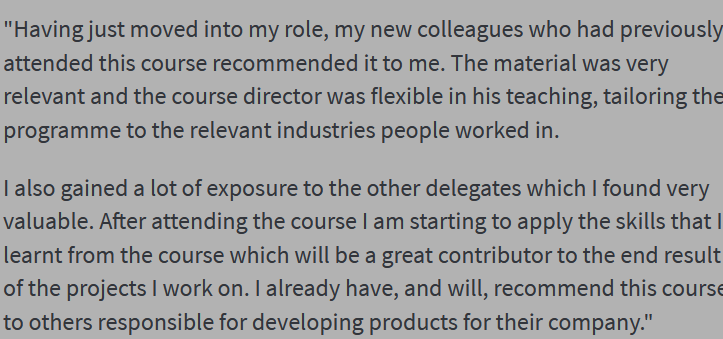 "Having just moved into my role, my new colleagues who had previously
attended this course recommended it to me. The material was very
relevant and the course director was flexible in his teaching, tailoring the
programme to the relevant industries people worked in.
I also gained a lot of exposure to the other delegates which I found very
valuable. After attending the course I am starting to apply the skills that I
learnt from the course which will be a great contributor to the end result
of the projects I work on. I already have, and will, recommend this course
to others responsible for developing products for their company."